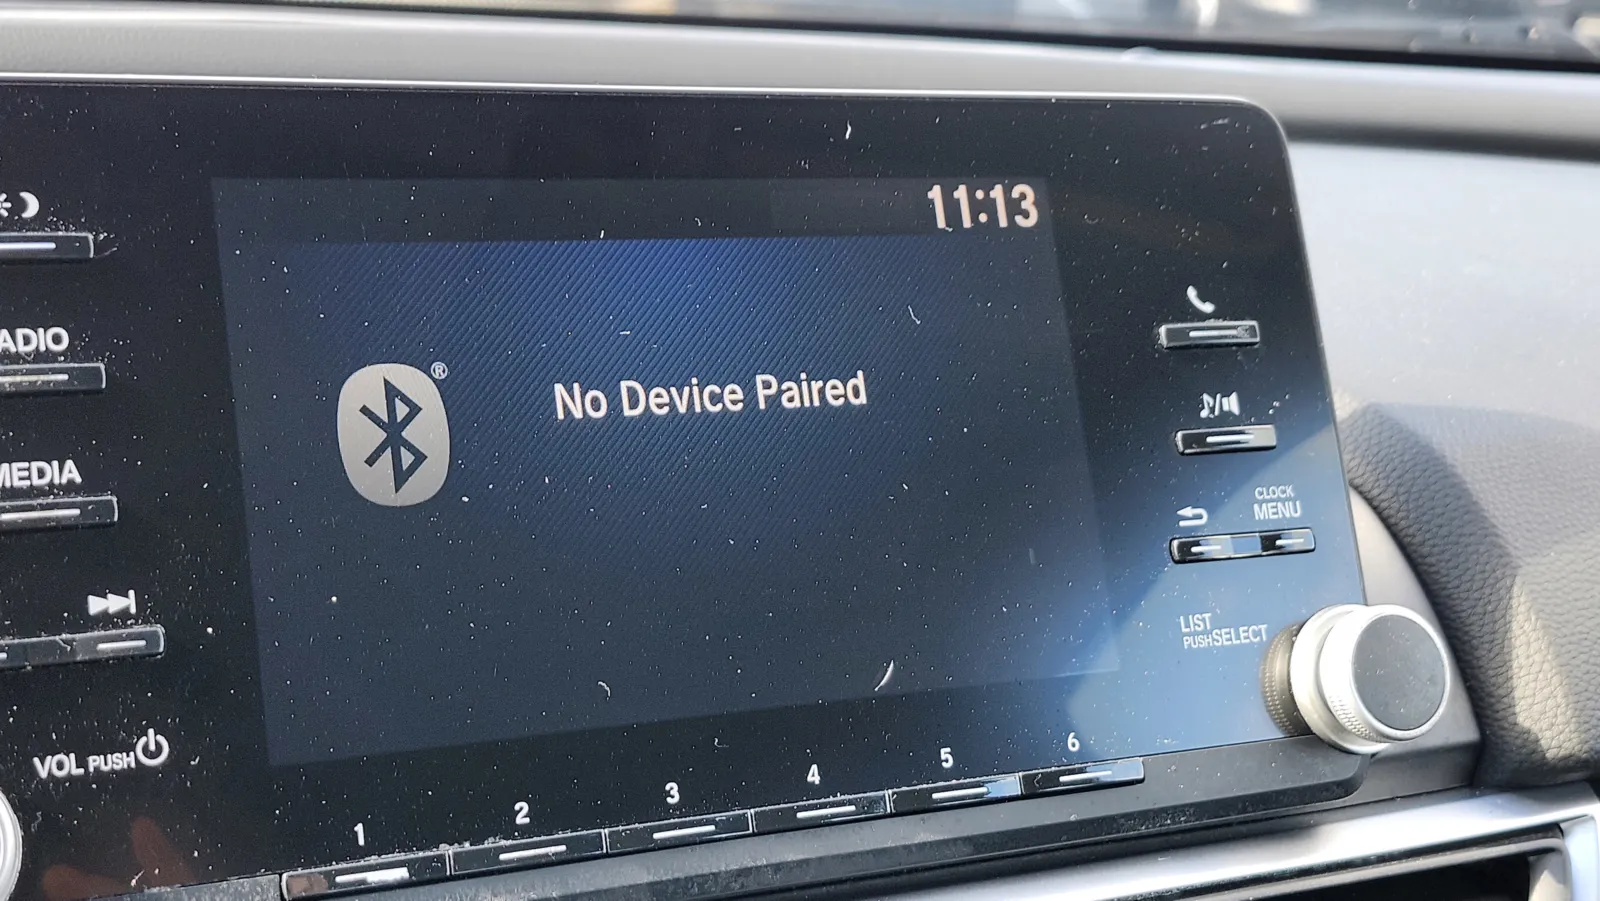 11:13
ADIO
®
No Device Paired
MEDIA
CLOCK
MENU
LIST
PUSH SELECT
VOL PUSH
1 2 3 4 5 6